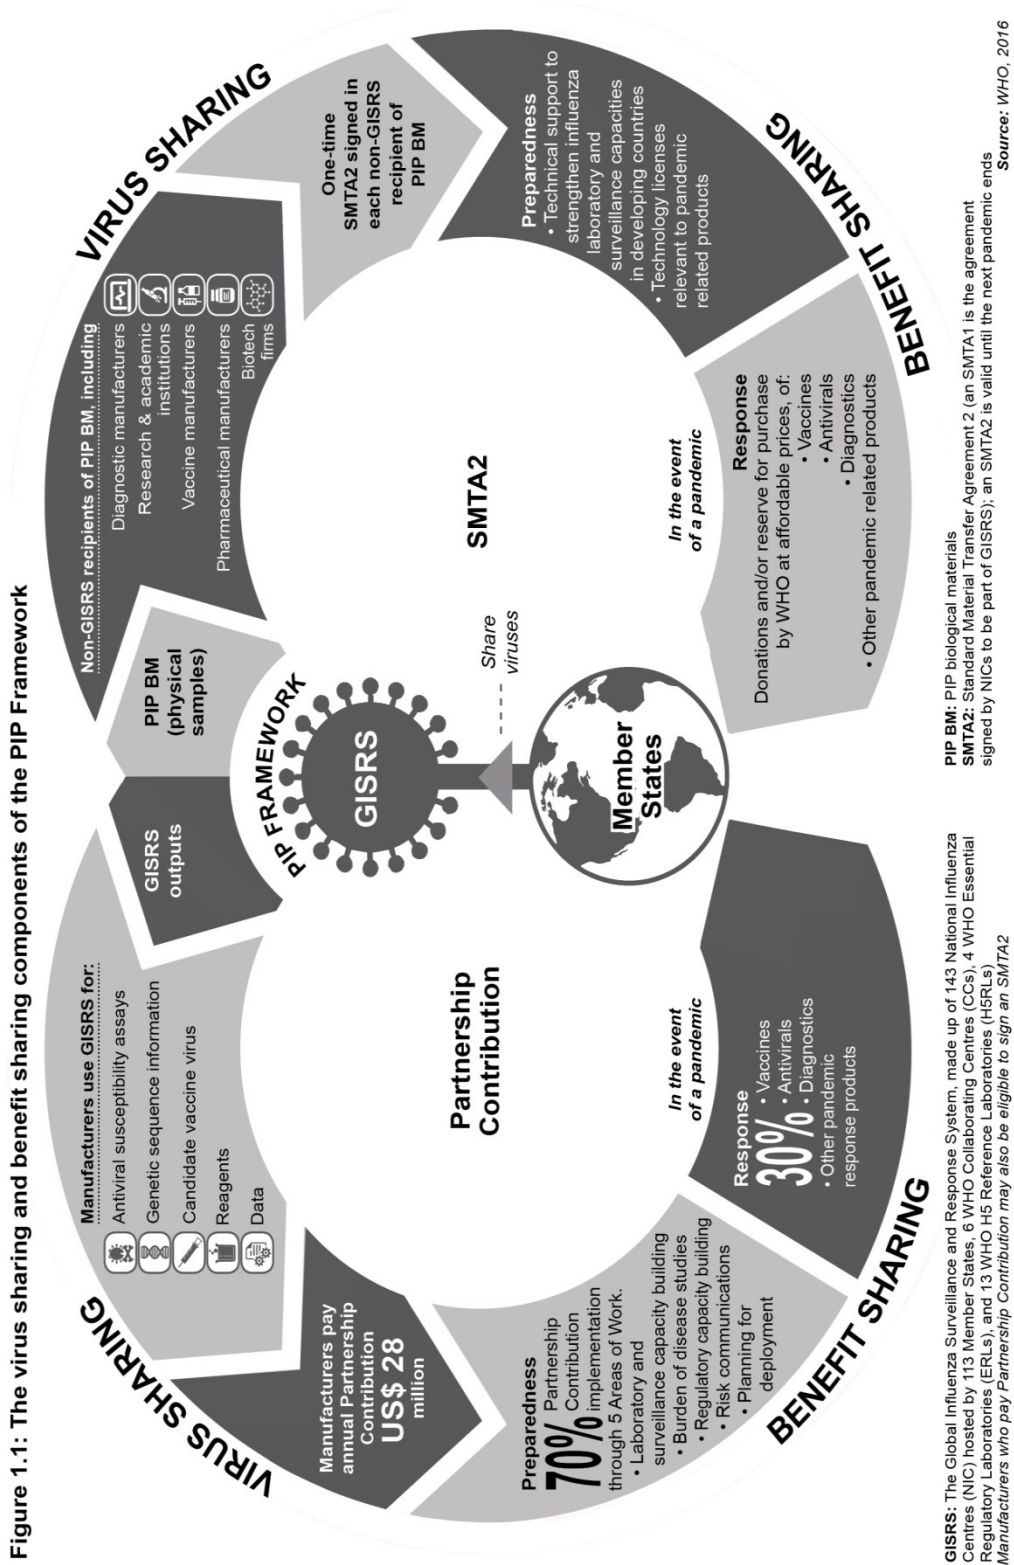 Figure 1.1: The virus sharing and benefit sharing components of the PIP Framework
VIRUS SHARING
Manufacturers use GISRS for:
Antiviral susceptibility assays
Genetic sequence information
Candidate vaccine virus
Reagents
Data
GISRS
outputs
PIP BM
(physical
samples)
Non-GISRS recipients of PIP BM, including
Diagnostic manufacturers
Research & academic
institutions
Vaccine manufacturers
Pharmaceutical manufacturers
Biotech
firms
VIRUS SHARING
Manufacturers pay
annual Partnership
Contribution
US$ 28
million
PIP FRAMEWORK
GISRS
One-time
SMTA2 signed in
each non-GISRS
recipient of
PIP BM
Partnership
Contribution
Share
viruses
SMTA2
Member
States
Preparedness
70% Partnership
Contribution
implementation
through 5 Areas of Work.
• Laboratory and
surveillance capacity building
• Burden of disease studies
• Regulatory capacity building
• Risk communications
• Planning for
deployment
In the event
of a pandemic
Response
30%
• Vaccines
• Antivirals
• Diagnostics
• Other pandemic
response products
In the event
of a pandemic
Response
Donations and/or reserve for purchase
by WHO at affordable prices, of:
• Vaccines
• Antivirals
• Diagnostics
• Other pandemic related products
Preparedness
• Technical support to
strengthen influenza
laboratory and
surveillance capacities
in developing countries
• Technology licenses
relevant to pandemic
related products
BENEFIT SHARING
BENEFIT SHARING
GISRS: The Global Influenza Surveillance and Response System, made up of 143 National Influenza
Centres (NIC) hosted by 113 Member States, 6 WHO Collaborating Centres (CCs), 4 WHO Essential
Regulatory Laboratories (ERLs), and 13 WHO H5 Reference Laboratories (H5RLs)
Manufacturers who pay Partnership Contribution may also be eligible to sign an SMTA2
PIP BM: PIP biological materials
SMTA2: Standard Material Transfer Agreement 2 (an SMTA1 is the agreement
signed by NICs to be part of GISRS); an SMTA2 is valid until the next pandemic ends
Source: WHO, 2016